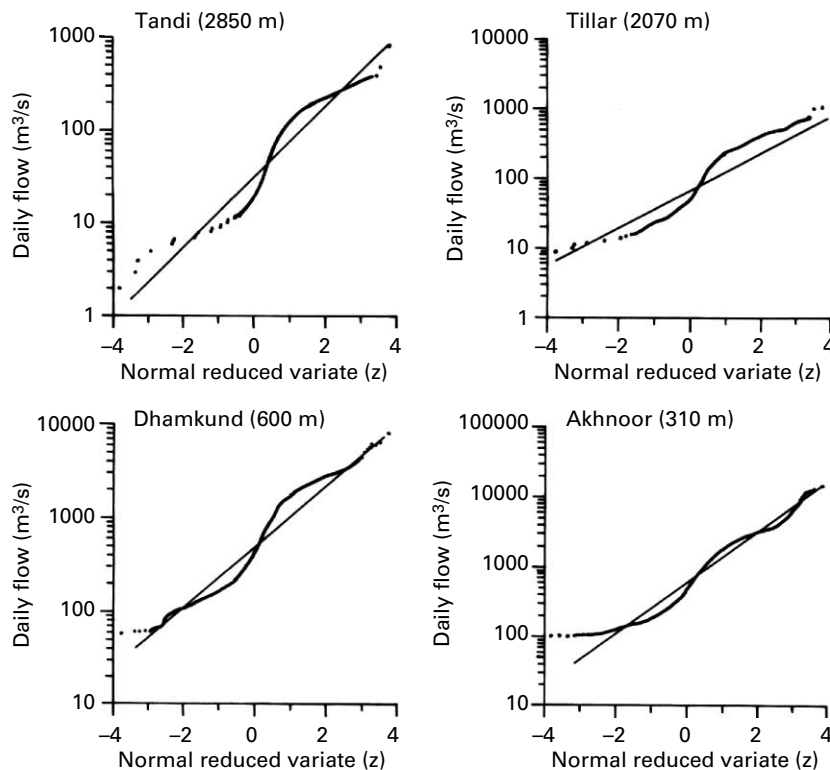 Tandi (2850 m)
1000
100
10
1
Daily flow (m³/s)
–4 –2 0 2 4
Normal reduced variate (z)
Tillar (2070 m)
10000
1000
100
10
1
Daily flow (m³/s)
–4 –2 0 2 4
Normal reduced variate (z)
Dhamkund (600 m)
10000
1000
100
10
Daily flow (m³/s)
–4 –2 0 2 4
Normal reduced variate (z)
Akhnoor (310 m)
100000
10000
1000
100
10
Daily flow (m³/s)
–4 –2 0 2 4
Normal reduced variate (z)